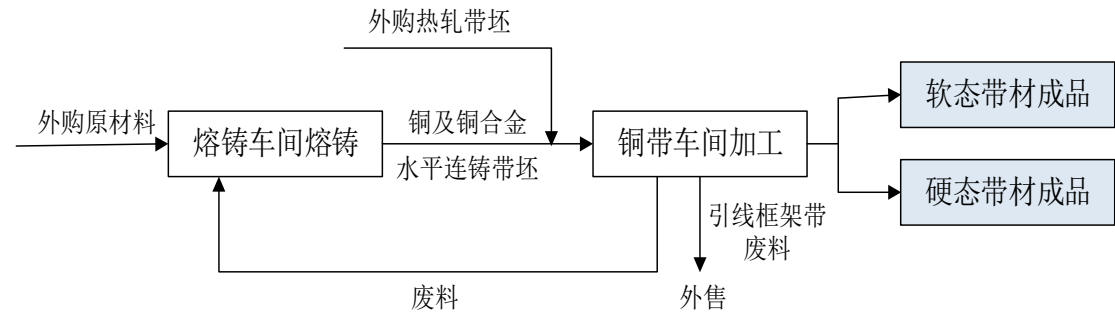 外购热轧带坯
外购原材料
熔铸车间熔铸
铜及铜合金
水平连铸带坯
铜带车间加工
软态带材成品
硬态带材成品
引线框架带
废料
废料
外售